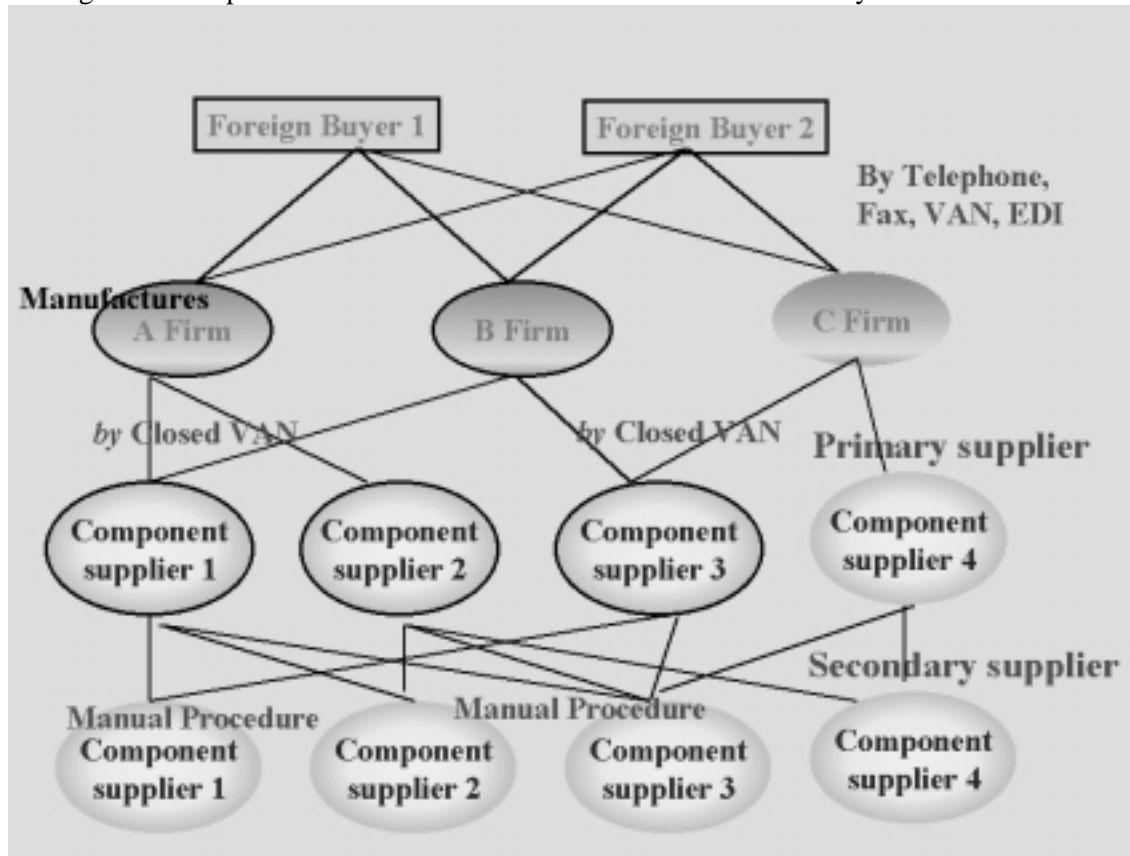 Foreign Buyer 1
Foreign Buyer 2
By Telephone,
Fax, VAN, EDI
Manufactures
A Firm
B Firm
C Firm
by Closed VAN
by Closed VAN
Primary supplier
Component
supplier 1
Component
supplier 2
Component
supplier 3
Component
supplier 4
Secondary supplier
Manual Procedure
Manual Procedure
Component
supplier 1
Component
supplier 2
Component
supplier 3
Component
supplier 4